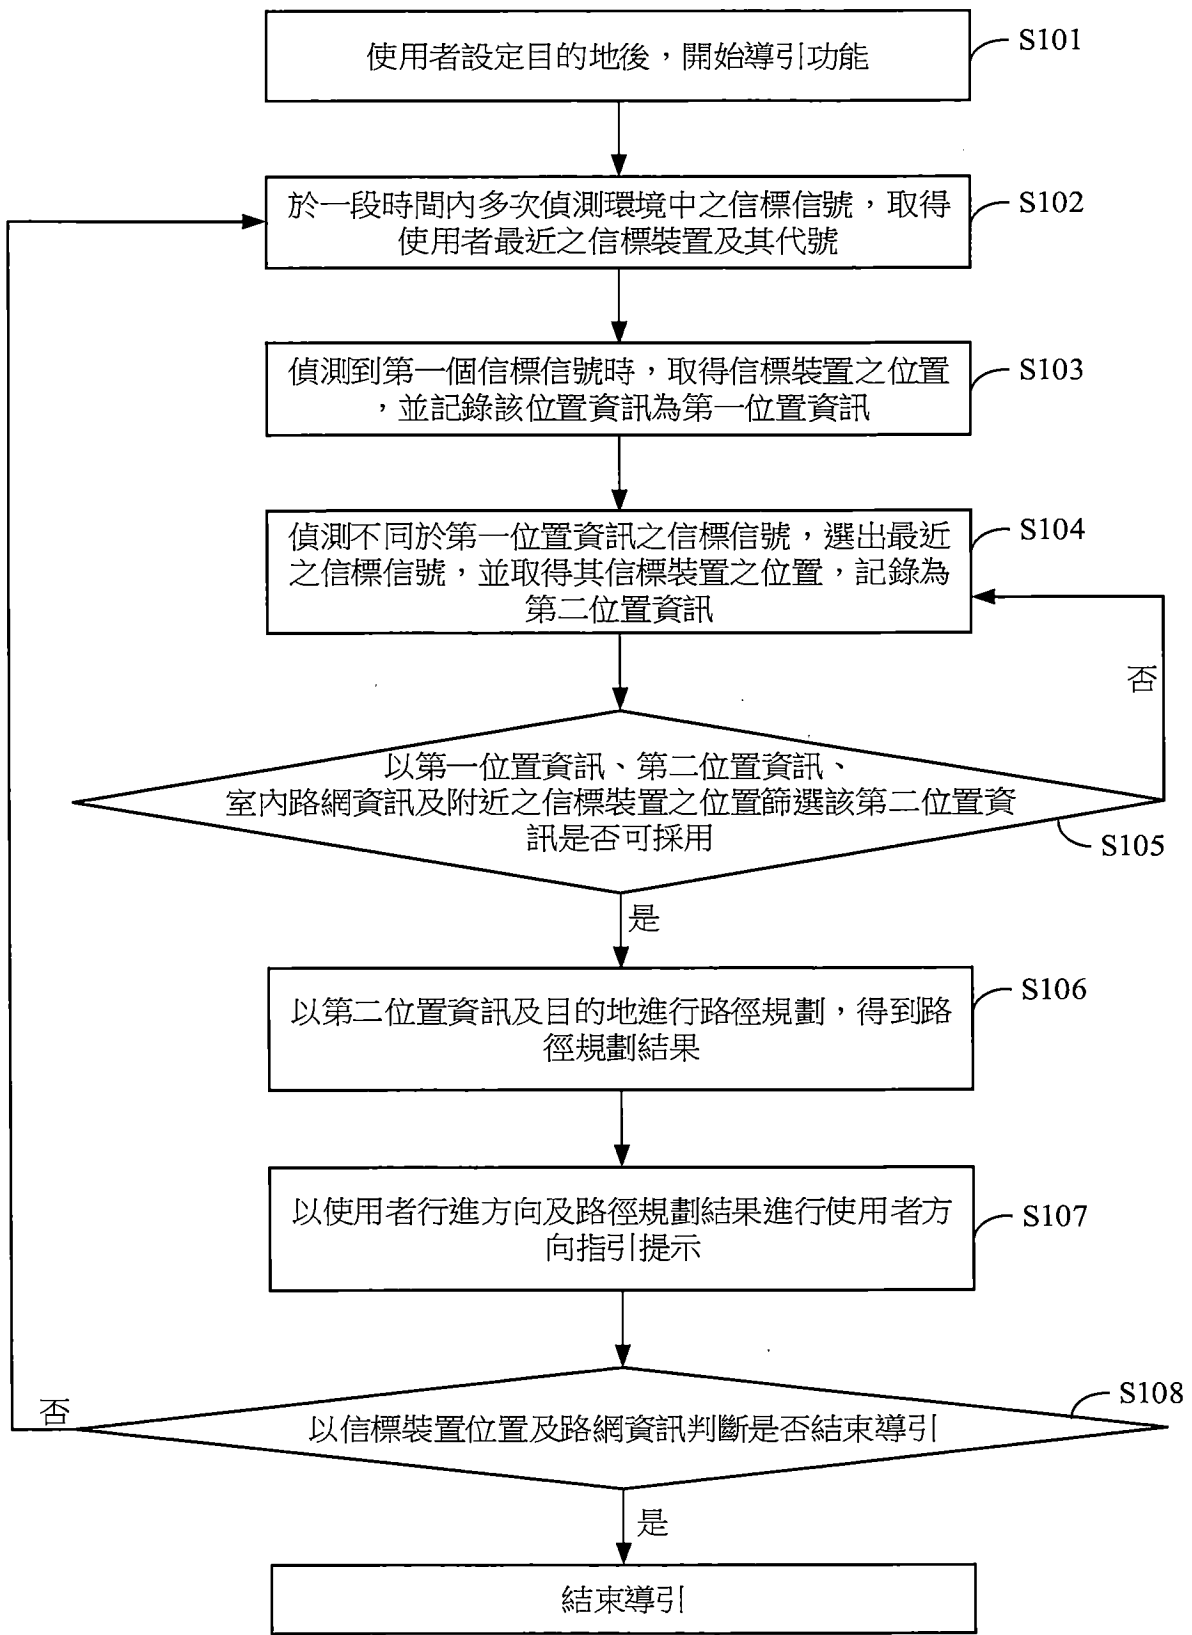 使用者設定目的地後，開始導引功能
S101
於一段時間內多次偵測環境中之信標信號，取得
使用者最近之信標裝置及其代號
S102
偵測到第一個信標信號時，取得信標裝置之位置
，並記錄該位置資訊為第一位置資訊
S103
偵測不同於第一位置資訊之信標信號，選出最近
之信標信號，並取得其信標裝置之位置，記錄為
第二位置資訊
S104
否
以第一位置資訊、第二位置資訊、
室內路網資訊及附近之信標裝置之位置篩選該第二位置資
訊是否可採用
S105
是
以第二位置資訊及目的地進行路徑規劃，得到路
徑規劃結果
S106
以使用者行進方向及路徑規劃結果進行使用者方
向指引提示
S107
否
以信標裝置位置及路網資訊判斷是否結束導引
S108
是
結束導引